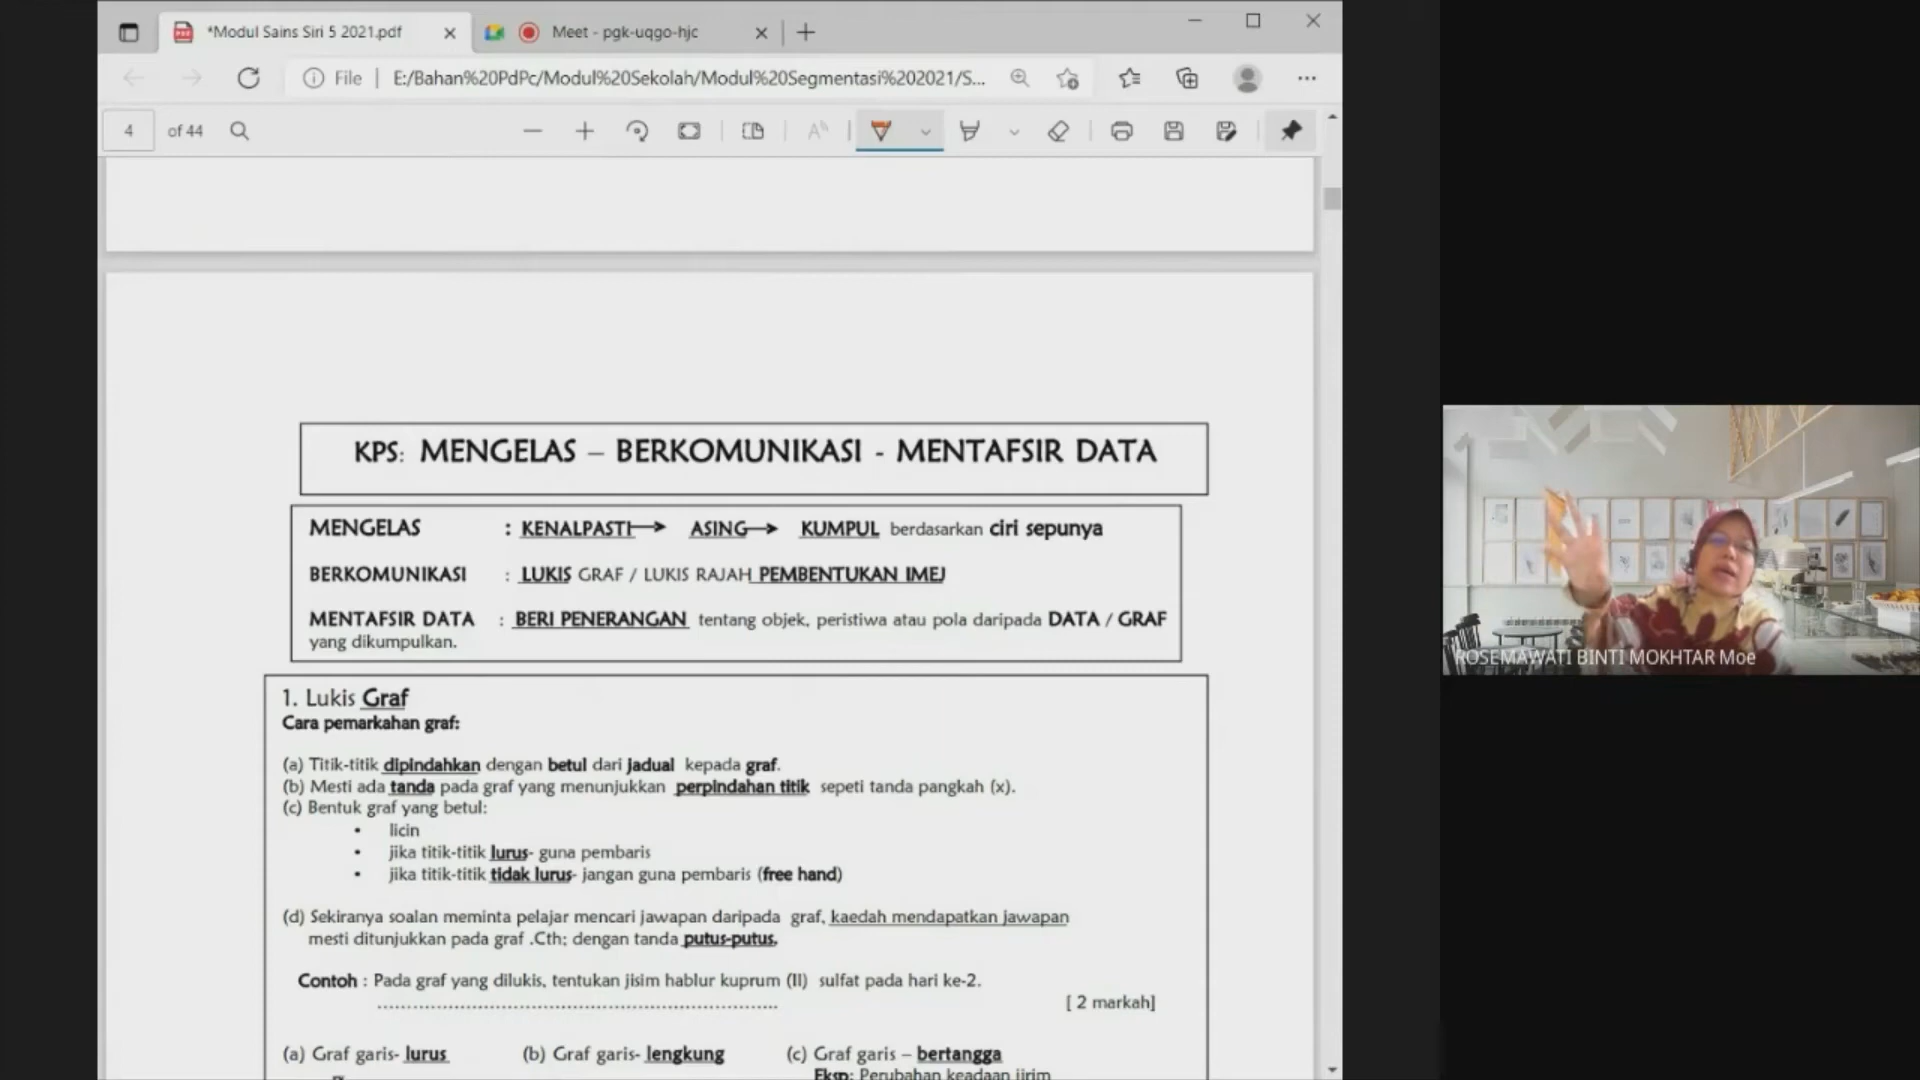 *Modul Sains Siri 5 2021.pdf
Meet - pgk-uqgo-hjc
File
E:/Bahan%20PdPc/Modul%20Sekolah/Modul%20Segmentasi%202021/S...
4 of 44
KPS: MENGELAS – BERKOMUNIKASI - MENTAFSIR DATA
MENGELAS : KENALPASTI → ASING → KUMPUL berdasarkan ciri sepunya
BERKOMUNIKASI : LUKIS GRAF / LUKIS RAJAH PEMBENTUKAN IMEJ
MENTAFSIR DATA : BERI PENERANGAN tentang objek, peristiwa atau pola daripada DATA / GRAF
yang dikumpulkan.
1. Lukis Graf
Cara pemarkahan graf:
(a) Titik-titik dipindahkan dengan betul dari jadual kepada graf.
(b) Mesti ada tanda pada graf yang menunjukkan perpindahan titik sepeti tanda pangkah (x).
(c) Bentuk graf yang betul:
• licin
• jika titik-titik lurus- guna pembaris
• jika titik-titik tidak lurus- jangan guna pembaris (free hand)
(d) Sekiranya soalan meminta pelajar mencari jawapan daripada graf, kaedah mendapatkan jawapan
mesti ditunjukkan pada graf .Cth; dengan tanda putus-putus.
Contoh : Pada graf yang dilukis, tentukan jisim hablur kuprum (II) sulfat pada hari ke-2.
[ 2 markah]
(a) Graf garis- lurus (b) Graf garis- lengkung (c) Graf garis – bertangga
Eksp: Perubahan keadaan jirim
ROSEMAWATI BINTI MOKHTAR Moe